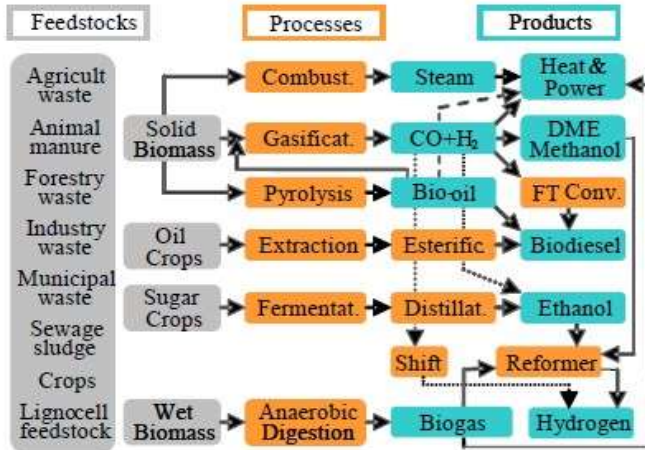 Feedstocks
Processes
Products
Agricult
waste
Animal
manure
Forestry
waste
Industry
waste
Municipal
waste
Sewage
sludge
Crops
Lignocell
feedstock
Solid
Biomass
Oil
Crops
Sugar
Crops
Wet
Biomass
Combust.
Gasificat.
Pyrolysis
Extraction
Fermentat.
Anaerobic
Digestion
Steam
CO+H₂
Bio-oil
Esterific.
Distillat.
Shift
Biogas
Heat &
Power
DME
Methanol
FT Conv.
Biodiesel
Ethanol
Reformer
Hydrogen